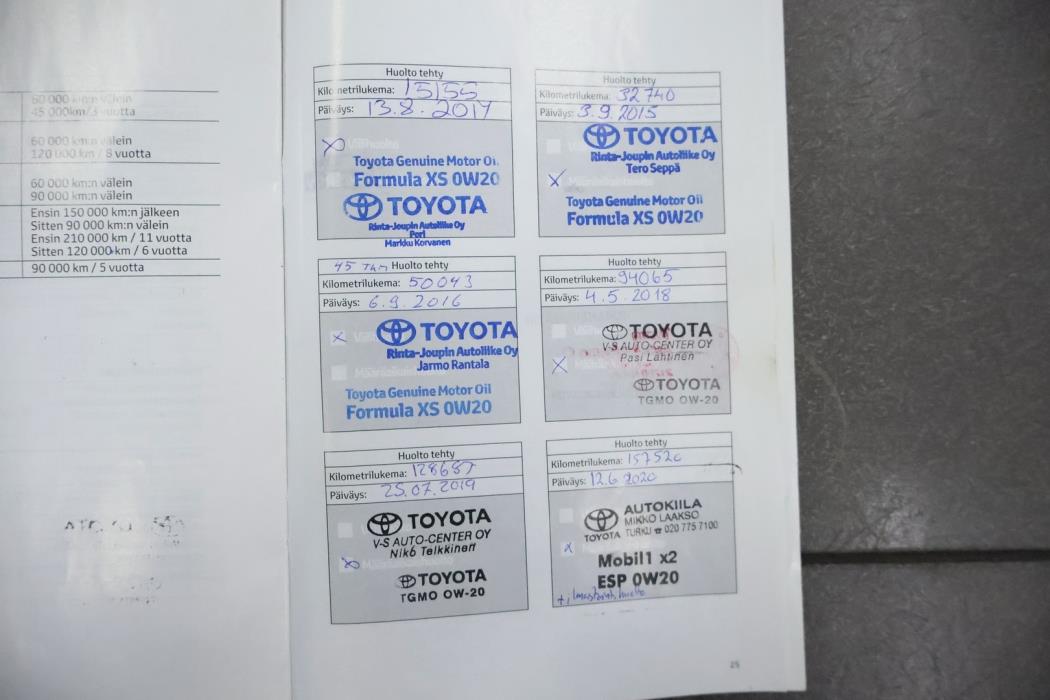 60 000 km:n välein
45 000km/3 vuotta
60 000 km:n välein
120 000 km / 8 vuotta
60 000 km:n välein
90 000 km:n välein
Ensin 150 000 km:n jälkeen
Sitten 90 000 km:n välein
Ensin 210 000 km / 11 vuotta
Sitten 120 000 km / 6 vuotta
90 000 km / 5 vuotta
Huolto tehty
Kilometrilukema: 15155
Päiväys: 13.8.2014
Toyota Genuine Motor Oil
Formula XS 0W20
TOYOTA
Rinta-Joupin Autoliike Oy
Pori
Markku Korvanen
Huolto tehty
Kilometrilukema: 32740
Päiväys: 3.9.2015
TOYOTA
Rinta-Joupin Autoliike Oy
Tero Seppä
Toyota Genuine Motor Oil
Formula XS 0W20
45 TKM Huolto tehty
Kilometrilukema: 50043
Päiväys: 6.9.2016
TOYOTA
Rinta-Joupin Autoliike Oy
Jarmo Rantala
Toyota Genuine Motor Oil
Formula XS 0W20
Huolto tehty
Kilometrilukema: 94065
Päiväys: 4.5.2018
TOYOTA
V-S AUTO-CENTER OY
Pasi Lahtinen
TOYOTA
TGMO 0W-20
Huolto tehty
Kilometrilukema: 128687
Päiväys: 25.07.2019
TOYOTA
V-S AUTO-CENTER OY
Niko Telkkinen
TOYOTA
TGMO 0W-20
Huolto tehty
Kilometrilukema:
Päiväys: 12.6.2020
AUTOKIILA
MIKKO LAAKSO
TOYOTA TURKU ☎ 020 775 7100
Mobil1 x2
ESP 0W20
+ ilmastointi huolto
25